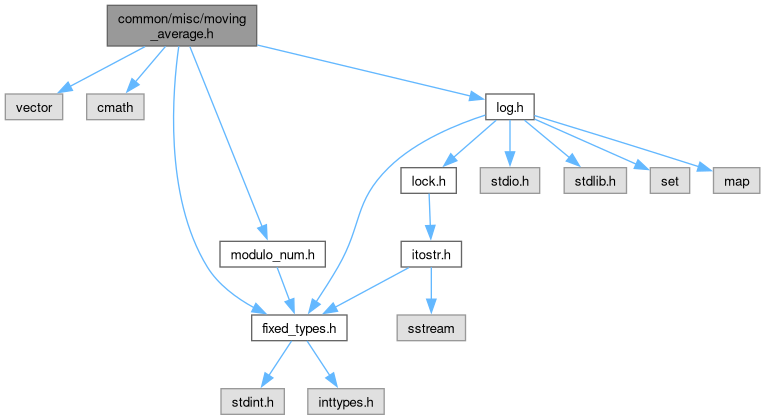 common/misc/moving
_average.h
vector
cmath
log.h
lock.h
stdio.h
stdlib.h
set
map
modulo_num.h
itostr.h
fixed_types.h
sstream
stdint.h
inttypes.h